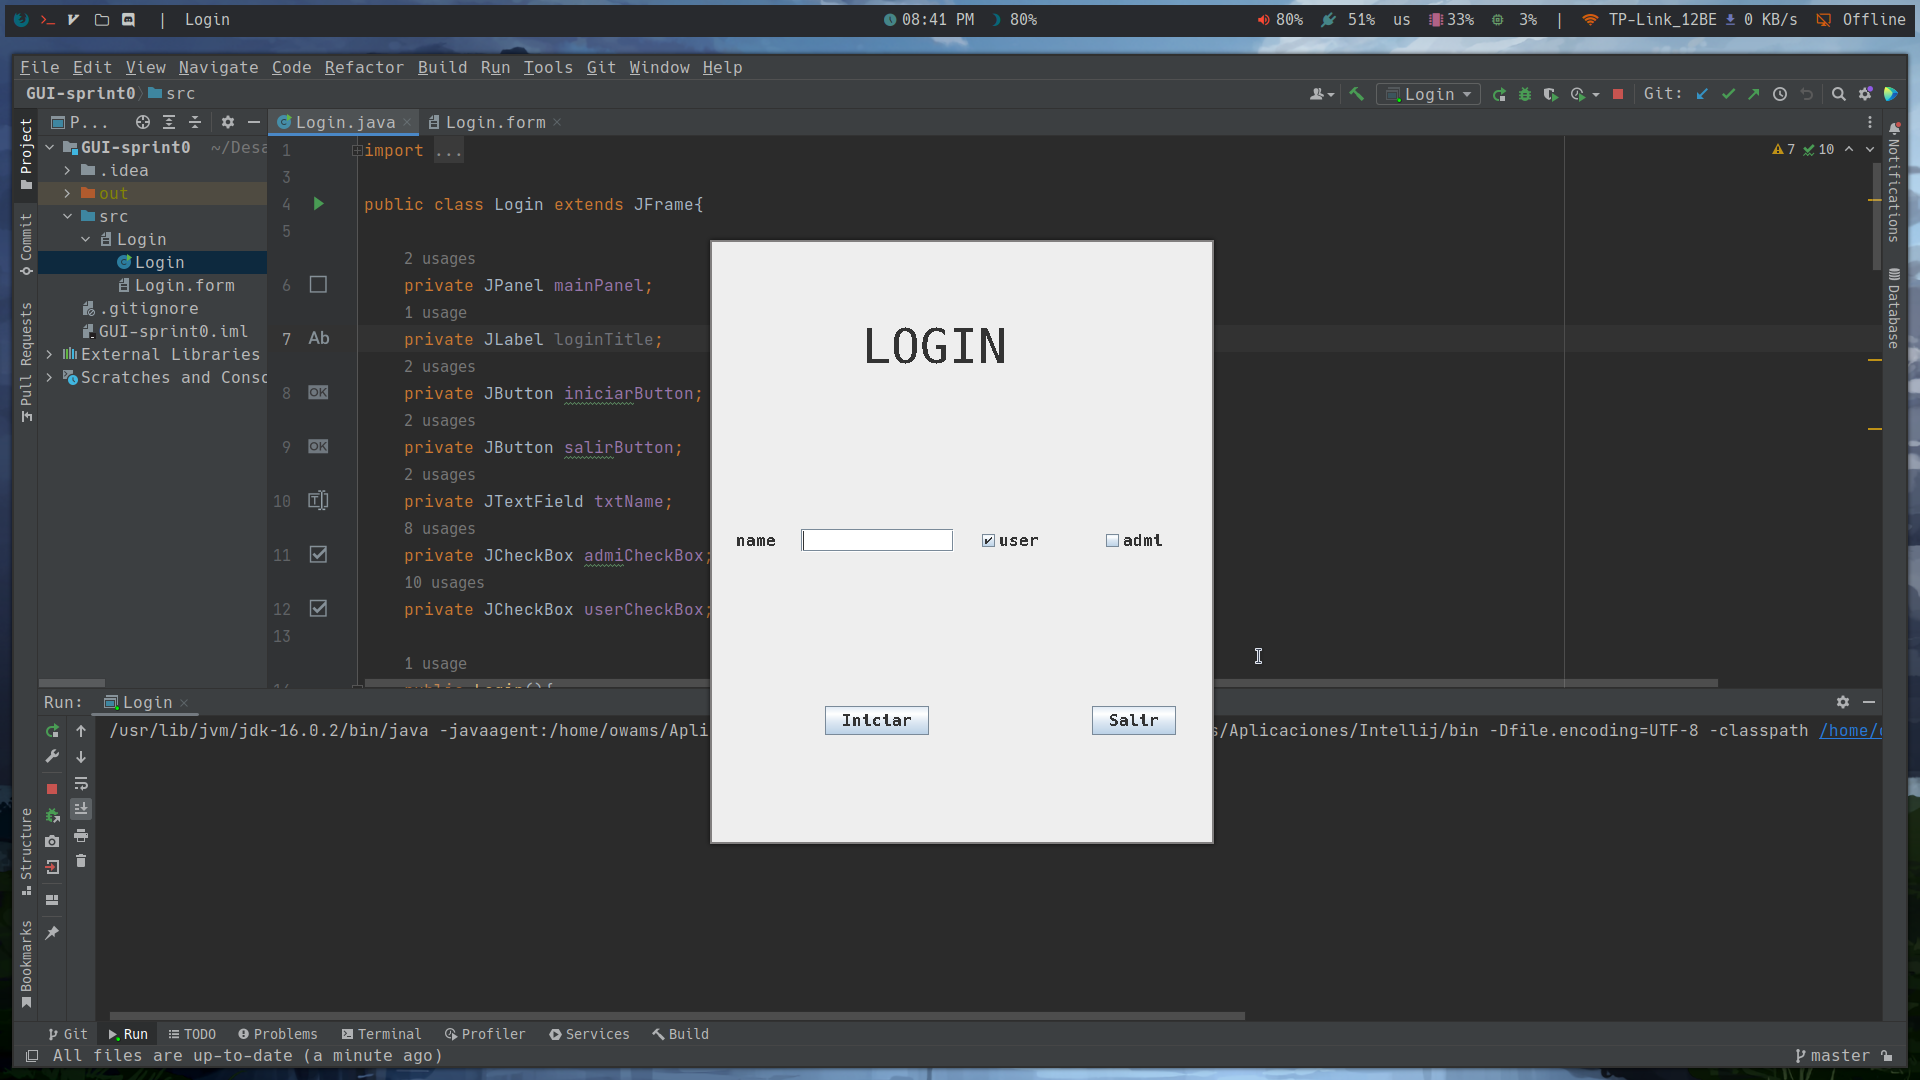 Login
08:41 PM 80%
80% 51% us 33% 3% | TP-Link_12BE 0 KB/s Offline
File Edit View Navigate Code Refactor Build Run Tools Git Window Help
GUI-sprint0 src
Login Git:
P... Login.java Login.form
Project
Commit
Pull Requests
Structure
Bookmarks
Notifications
Database
GUI-sprint0 ~/Desa
.idea
out
src
Login
Login
Login.form
.gitignore
GUI-sprint0.iml
External Libraries
Scratches and Conso
7 10
1 import ...
3
4 public class Login extends JFrame{
5
2 usages
6 private JPanel mainPanel;
1 usage
7 Ab private JLabel loginTitle;
2 usages
8 OK private JButton iniciarButton;
2 usages
9 OK private JButton salirButton;
2 usages
10 private JTextField txtName;
8 usages
11 private JCheckBox admiCheckBox;
10 usages
12 private JCheckBox userCheckBox;
13
1 usage
14 public Login(){
LOGIN
name user admi
Iniciar Salir
Run: Login
/usr/lib/jvm/jdk-16.0.2/bin/java -javaagent:/home/owams/Apli s/Aplicaciones/Intellij/bin -Dfile.encoding=UTF-8 -classpath /home/
Git Run TODO Problems Terminal Profiler Services Build
All files are up-to-date (a minute ago) master